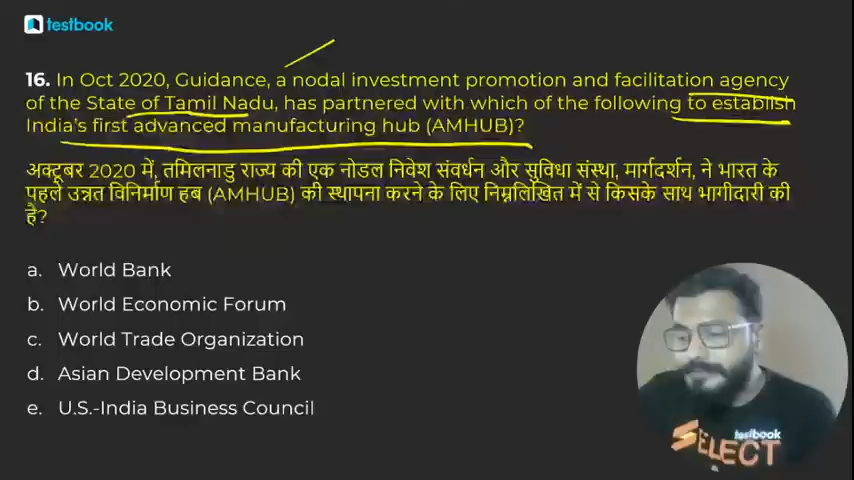 testbook
16. In Oct 2020, Guidance, a nodal investment promotion and facilitation agency
of the State of Tamil Nadu, has partnered with which of the following to establish
India's first advanced manufacturing hub (AMHUB)?
अक्टूबर 2020 में, तमिलनाडु राज्य की एक नोडल निवेश संवर्धन और सुविधा संस्था, मार्गदर्शन, ने भारत के
पहले उन्नत विनिर्माण हब (AMHUB) की स्थापना करने के लिए निम्नलिखित में से किसके साथ भागीदारी की
है?
a. World Bank
b. World Economic Forum
c. World Trade Organization
d. Asian Development Bank
e. U.S.-India Business Council
testbook
SELECT